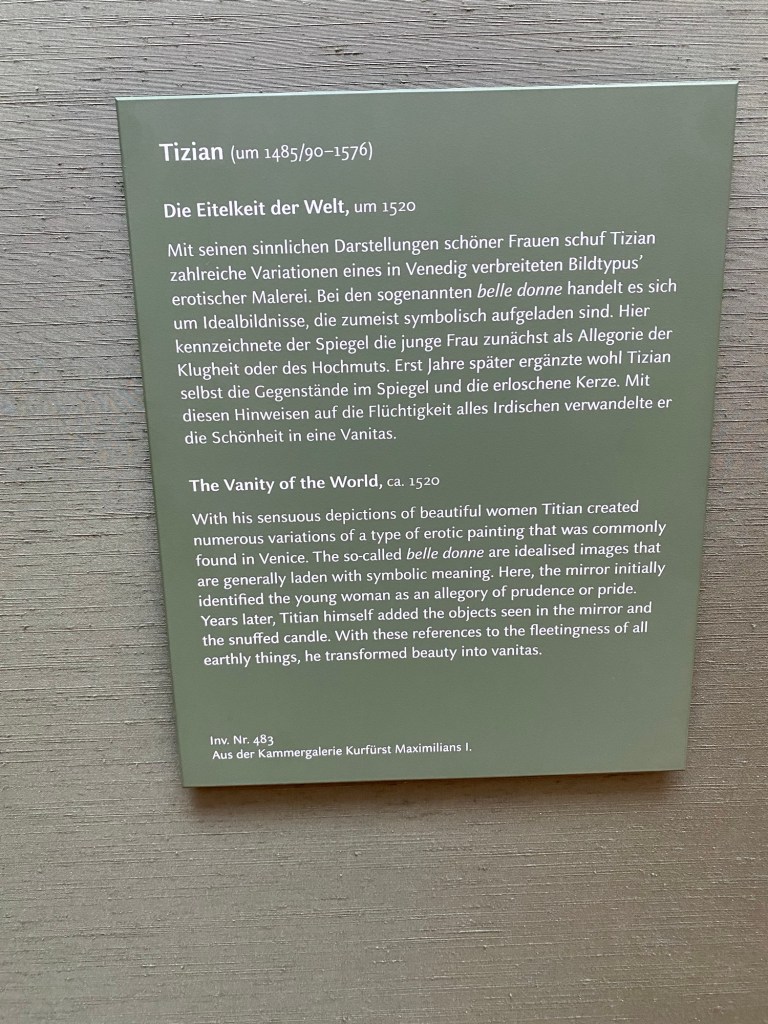 Tizian (um 1485/90–1576)
Die Eitelkeit der Welt, um 1520
Mit seinen sinnlichen Darstellungen schöner Frauen schuf Tizian
zahlreiche Variationen eines in Venedig verbreiteten Bildtypus’
erotischer Malerei. Bei den sogenannten belle donne handelt es sich
um Idealbildnisse, die zumeist symbolisch aufgeladen sind. Hier
kennzeichnete der Spiegel die junge Frau zunächst als Allegorie der
Klugheit oder des Hochmuts. Erst Jahre später ergänzte wohl Tizian
selbst die Gegenstände im Spiegel und die erloschene Kerze. Mit
diesen Hinweisen auf die Flüchtigkeit alles Irdischen verwandelte er
die Schönheit in eine Vanitas.
The Vanity of the World, ca. 1520
With his sensuous depictions of beautiful women Titian created
numerous variations of a type of erotic painting that was commonly
found in Venice. The so-called belle donne are idealised images that
are generally laden with symbolic meaning. Here, the mirror initially
identified the young woman as an allegory of prudence or pride.
Years later, Titian himself added the objects seen in the mirror and
the snuffed candle. With these references to the fleetingness of all
earthly things, he transformed beauty into vanitas.
Inv. Nr. 483
Aus der Kammergalerie Kurfürst Maximilians I.